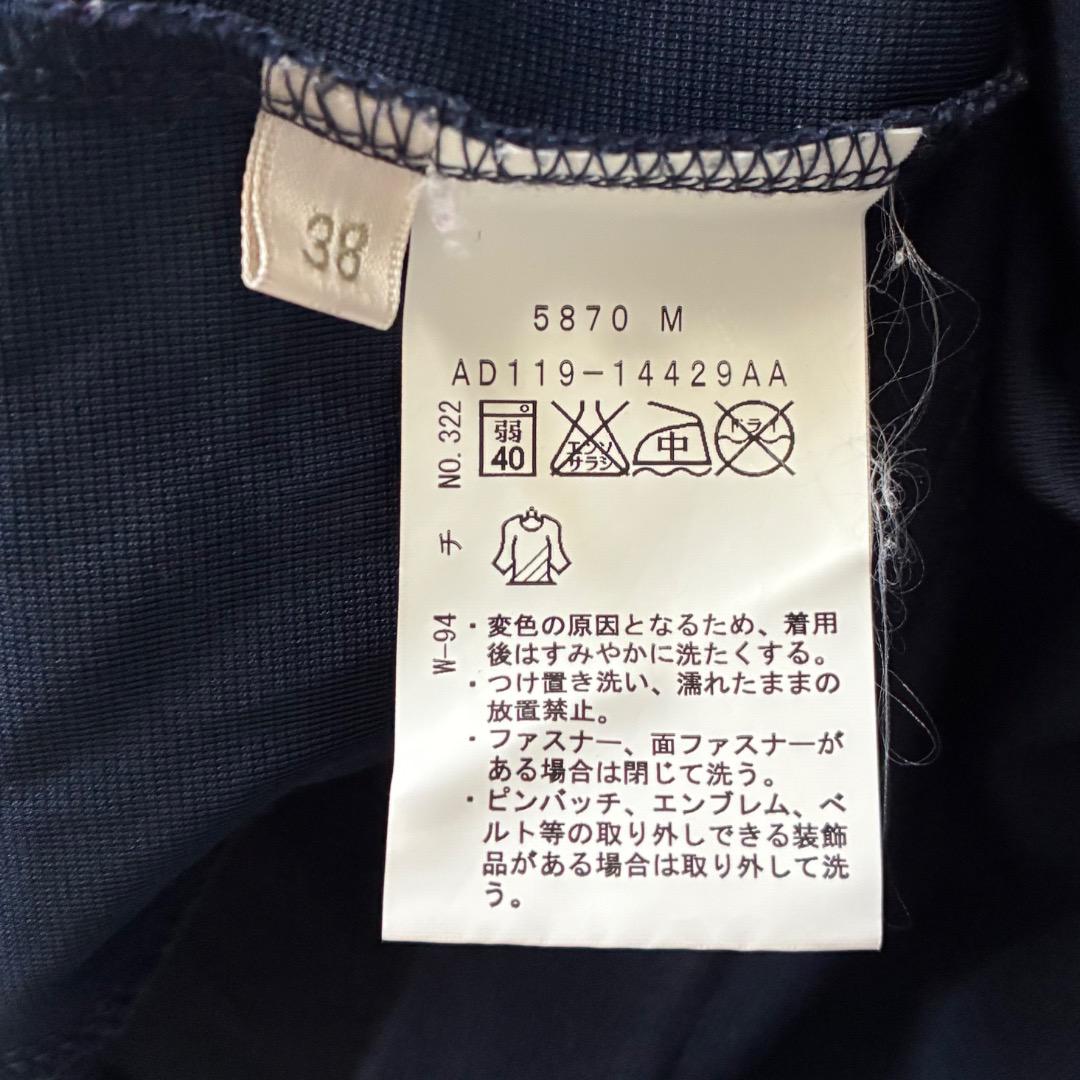 38
5870 M
AD119-14429AA
NO.322
弱
40
エンソ
サラシ
中
ドライ
チ
W-94
・変色の原因となるため、着用
後はすみやかに洗たくする。
・つけ置き洗い、濡れたままの
放置禁止。
・ファスナー、面ファスナーが
ある場合は閉じて洗う。
・ピンバッチ、エンブレム、ベ
ルト等の取り外しできる装飾
品がある場合は取り外して洗
う。